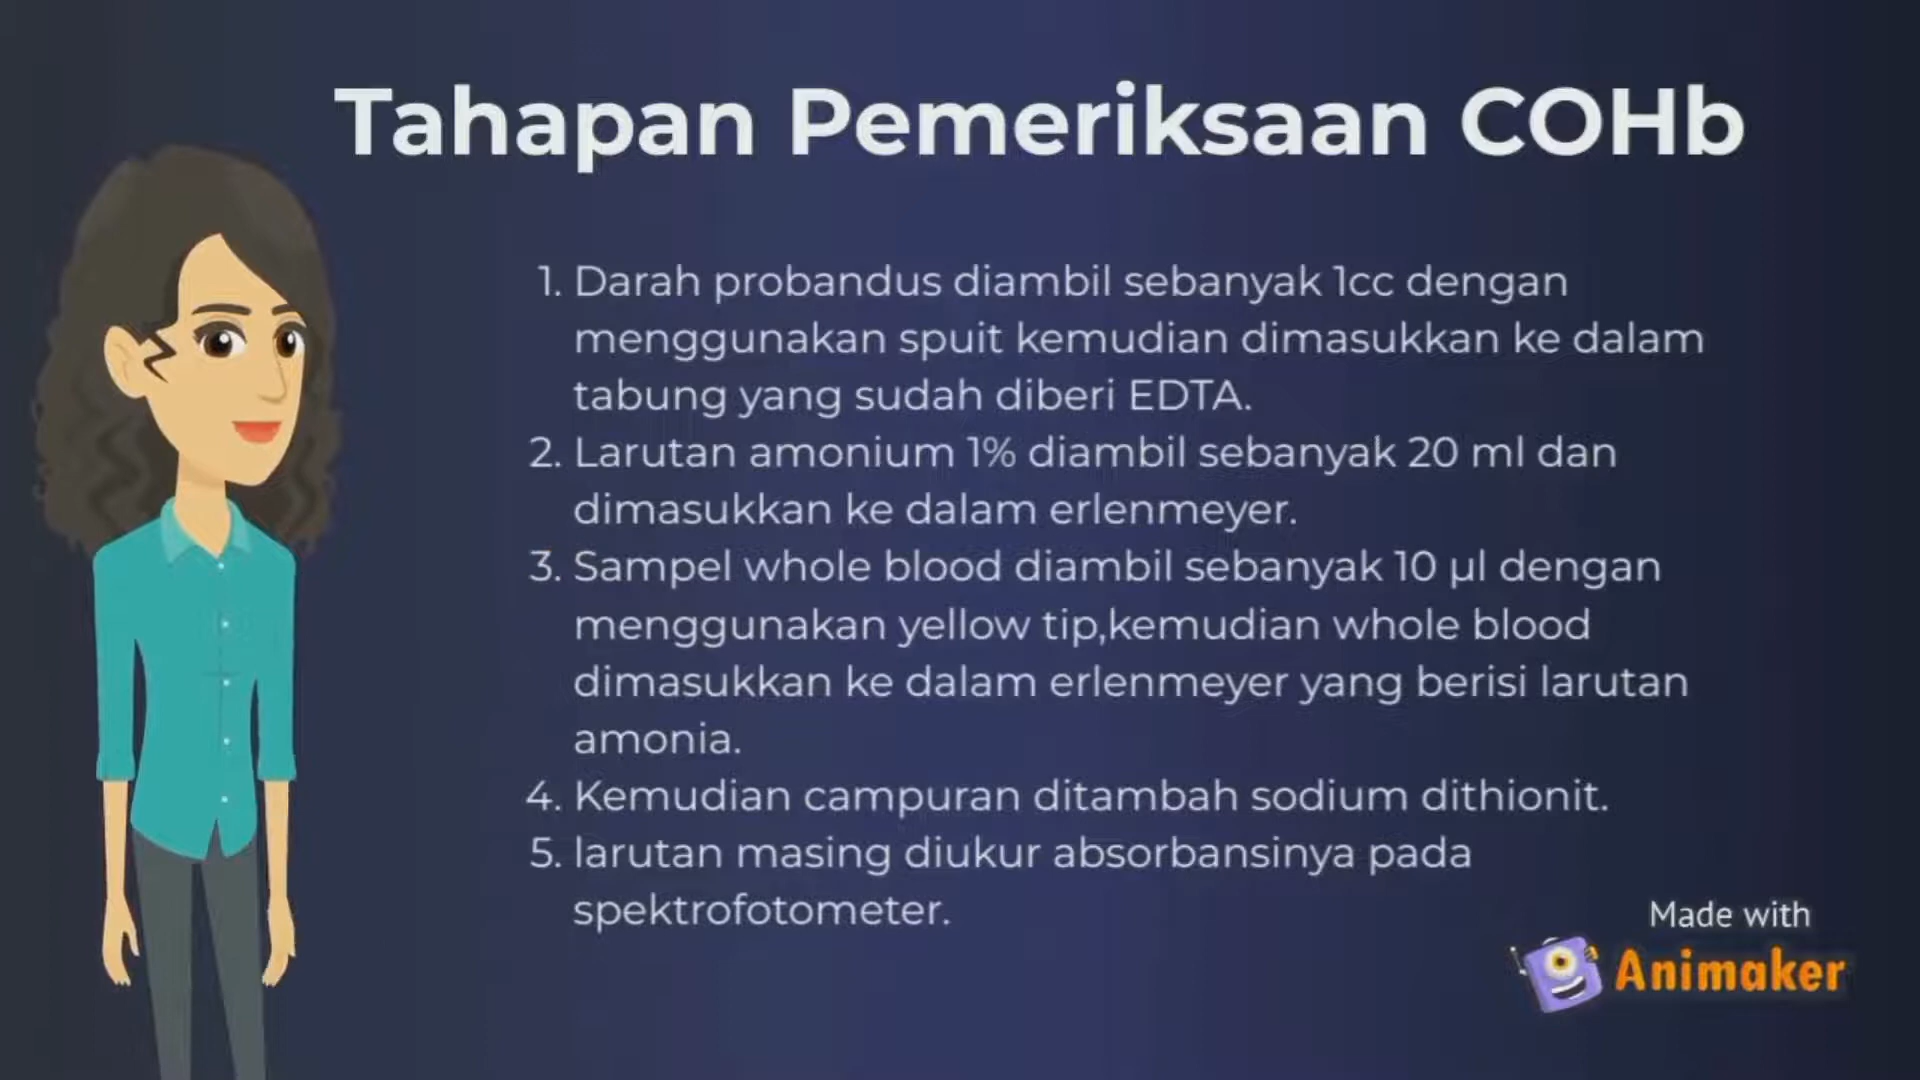 Tahapan Pemeriksaan COHb
1. Darah probandus diambil sebanyak 1cc dengan
menggunakan spuit kemudian dimasukkan ke dalam
tabung yang sudah diberi EDTA.
2. Larutan amonium 1% diambil sebanyak 20 ml dan
dimasukkan ke dalam erlenmeyer.
3. Sampel whole blood diambil sebanyak 10 µl dengan
menggunakan yellow tip,kemudian whole blood
dimasukkan ke dalam erlenmeyer yang berisi larutan
amonia.
4. Kemudian campuran ditambah sodium dithionit.
5. larutan masing diukur absorbansinya pada
spektrofotometer.
Made with
Animaker